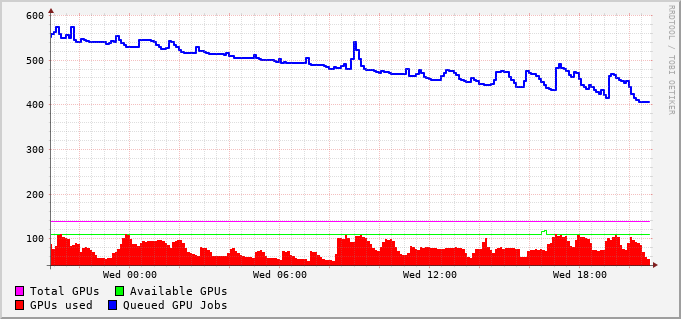 600
500
400
300
200
100
Wed 00:00 Wed 06:00 Wed 12:00 Wed 18:00
Total GPUs Available GPUs
GPUs used Queued GPU Jobs
RRDTOOL / TOBI OETIKER